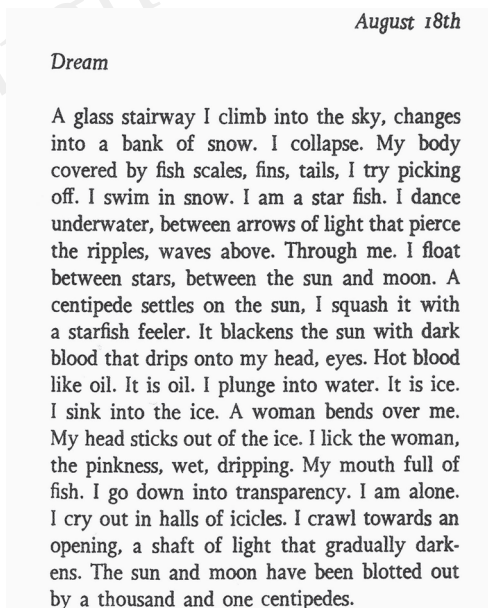 August 18th
Dream
A glass stairway I climb into the sky, changes
into a bank of snow. I collapse. My body
covered by fish scales, fins, tails, I try picking
off. I swim in snow. I am a star fish. I dance
underwater, between arrows of light that pierce
the ripples, waves above. Through me. I float
between stars, between the sun and moon. A
centipede settles on the sun, I squash it with
a starfish feeler. It blackens the sun with dark
blood that drips onto my head, eyes. Hot blood
like oil. It is oil. I plunge into water. It is ice.
I sink into the ice. A woman bends over me.
My head sticks out of the ice. I lick the woman,
the pinkness, wet, dripping. My mouth full of
fish. I go down into transparency. I am alone.
I cry out in halls of icicles. I crawl towards an
opening, a shaft of light that gradually dark-
ens. The sun and moon have been blotted out
by a thousand and one centipedes.